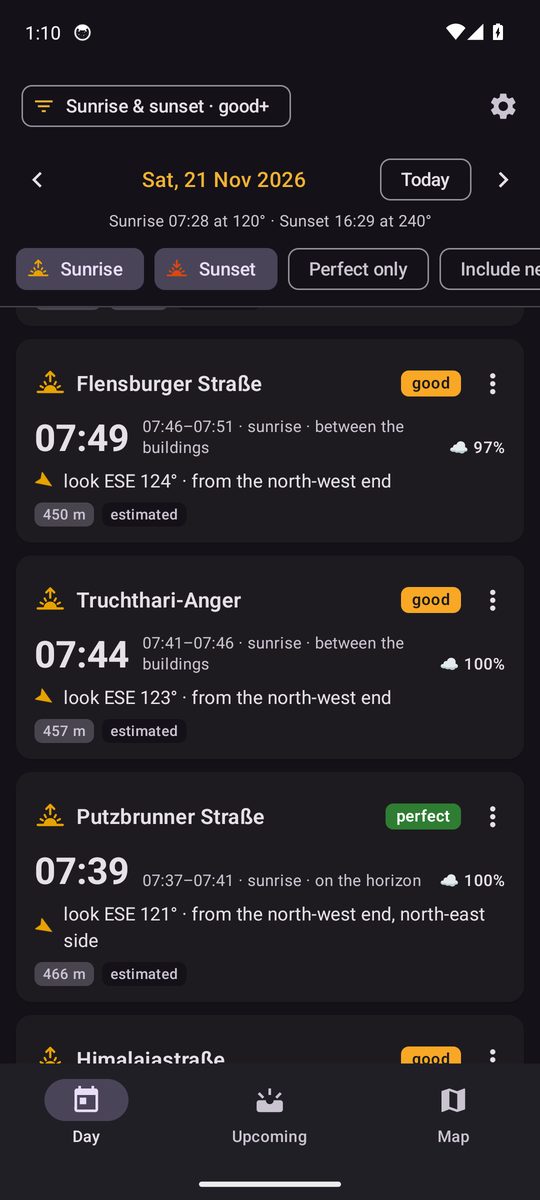 1:10
Sunrise & sunset · good+
Sat, 21 Nov 2026
Today
Sunrise 07:28 at 120° · Sunset 16:29 at 240°
Sunrise
Sunset
Perfect only
Include ne
Flensburger Straße
good
07:49
07:46–07:51 · sunrise · between the
buildings
97%
look ESE 124° · from the north-west end
450 m
estimated
Truchthari-Anger
good
07:44
07:41–07:46 · sunrise · between the
buildings
100%
look ESE 123° · from the north-west end
457 m
estimated
Putzbrunner Straße
perfect
07:39
07:37–07:41 · sunrise · on the horizon
100%
look ESE 121° · from the north-west end, north-east
side
466 m
estimated
Himalajastraße
good
Day
Upcoming
Map